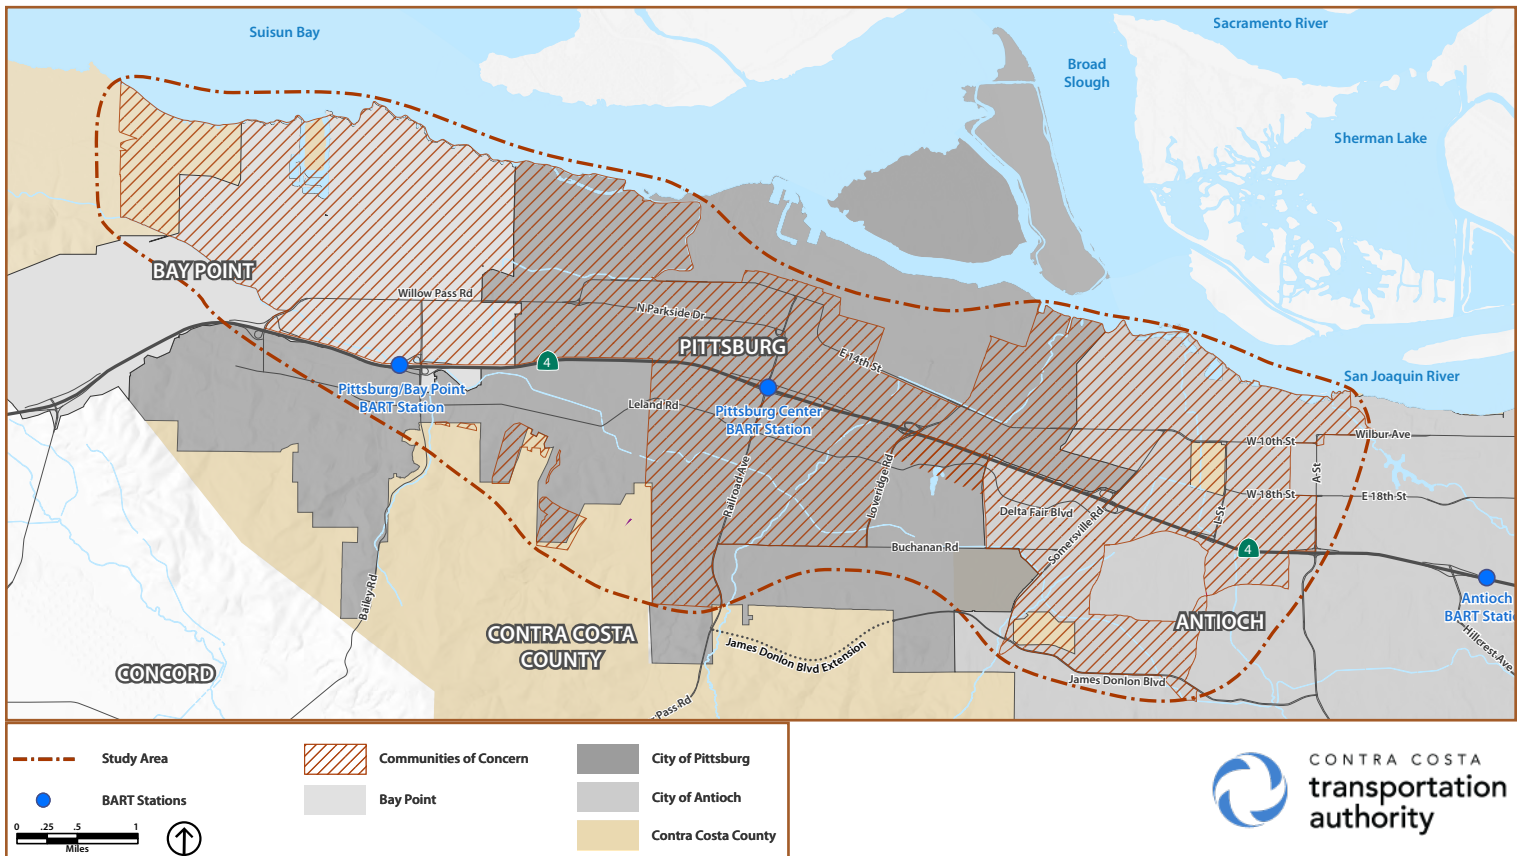 Suisun Bay
Sacramento River
Broad
Slough
Sherman Lake
BAY POINT
Willow Pass Rd
N Parkside Dr
PITTSBURG
E 14th St
4
San Joaquin River
Pittsburg/Bay Point
BART Station
Leland Rd
Pittsburg Center
BART Station
W 10th St
Wilbur Ave
Railroad Ave
Loveridge Rd
A St
W 18th St
E 18th St
Delta Fair Blvd
L St
Somersville Rd
Buchanan Rd
4
Bailey Rd
Antioch
BART Stati
CONTRA COSTA
COUNTY
ANTIOCH
Hillcrest Ave
James Donlon Blvd Extension
CONCORD
James Donlon Blvd
Pass Rd
Study Area
Communities of Concern
City of Pittsburg
BART Stations
Bay Point
City of Antioch
0 .25 .5 1
Miles
Contra Costa County
CONTRA COSTA
transportation
authority